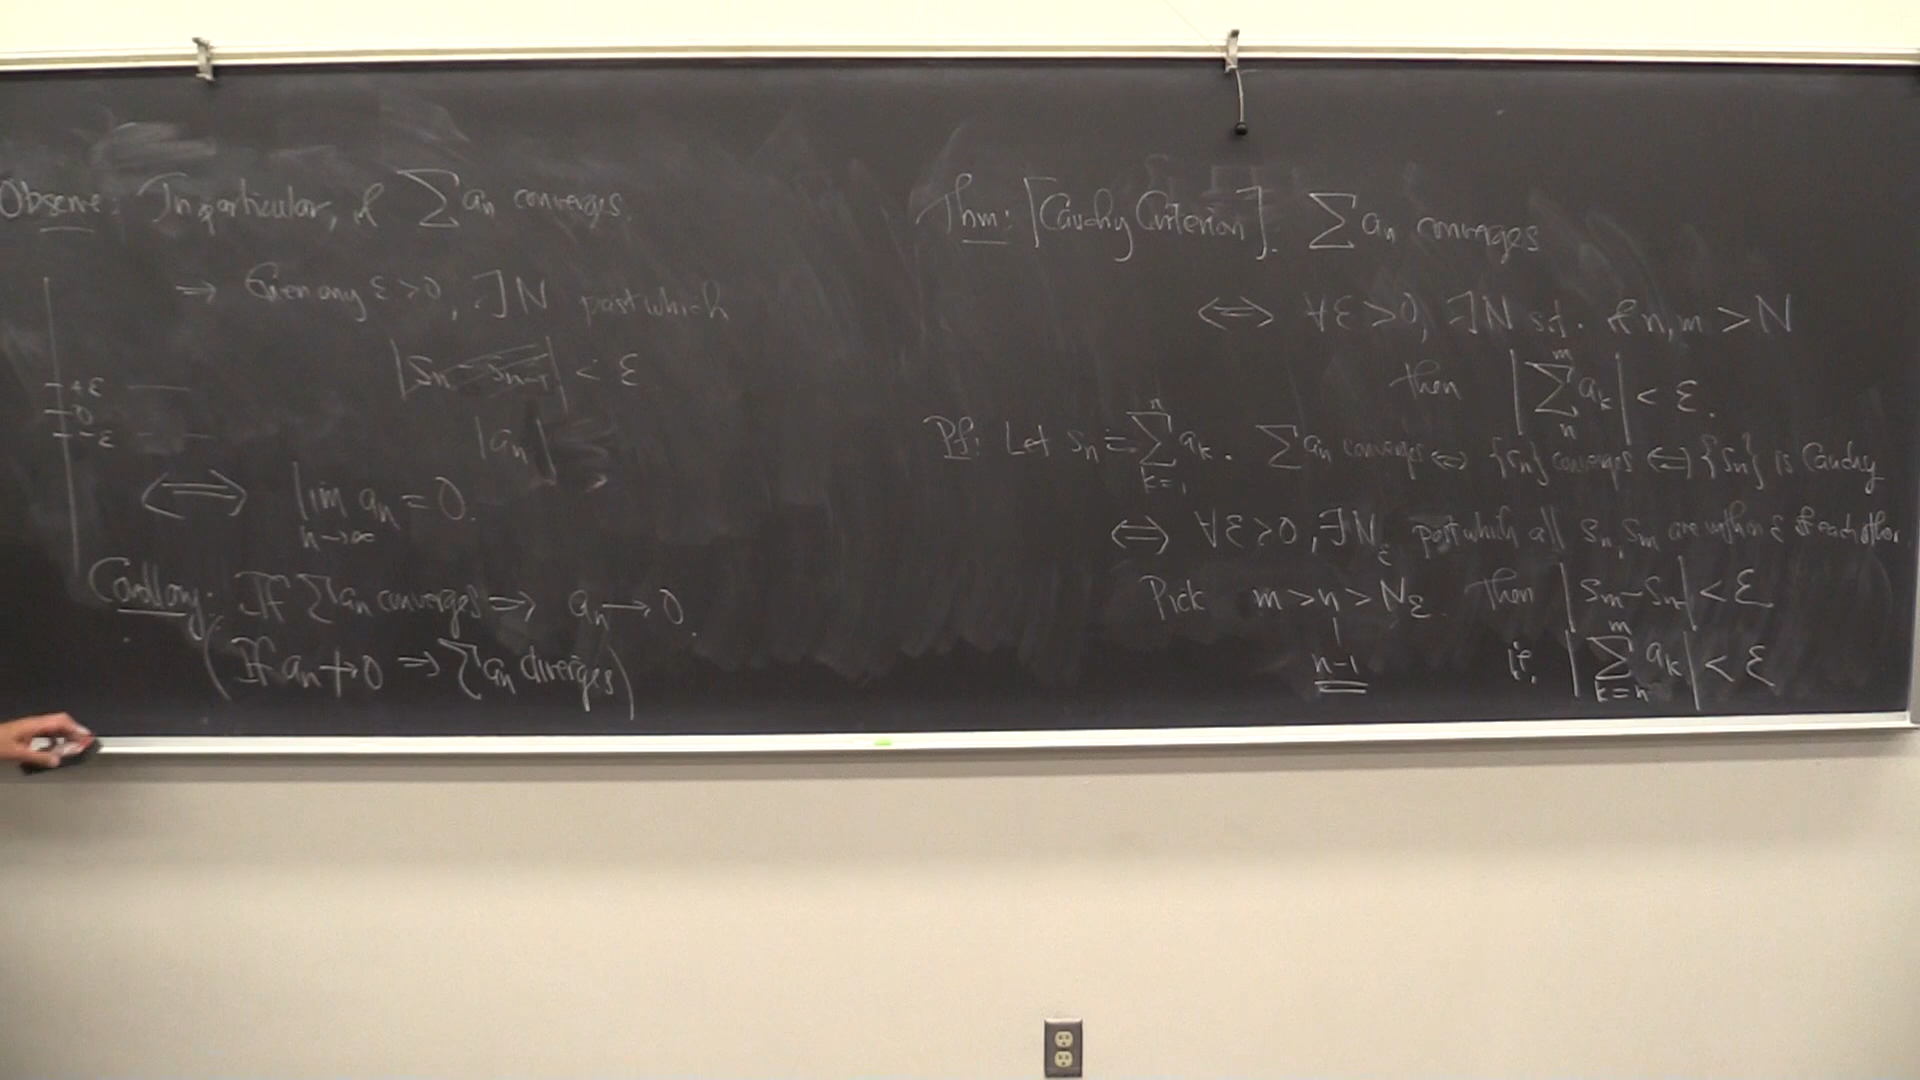 Observe: In particular, if ∑ aₙ converges.
⇒ Given any ε > 0, ∃N past which
|sₙ - sₙ₋₁| < ε
|aₙ|
+ε
0
-ε
⟺ lim aₙ = 0.
n→∞
Corollary: If ∑aₙ converges ⇒ aₙ → 0.
(If aₙ ↛ 0 ⇒ ∑aₙ diverges)
Thm: [Cauchy Criterion]. ∑ aₙ converges
⟺ ∀ε > 0, ∃N s.t. if n, m > N
then |∑ₙᵐ aₖ| < ε.
Pf: Let sₙ = ∑ₖ₌₁ⁿ aₖ. ∑ aₙ converges ⟺ {sₙ} converges ⟺ {sₙ} is Cauchy
⟺ ∀ε > 0, ∃N_ε past which all sₙ, sₘ are within ε of each other.
Pick m > n > N_ε then |sₘ - sₙ| < ε
n-1
i.e. |∑ₖ₌ₙᵐ aₖ| < ε